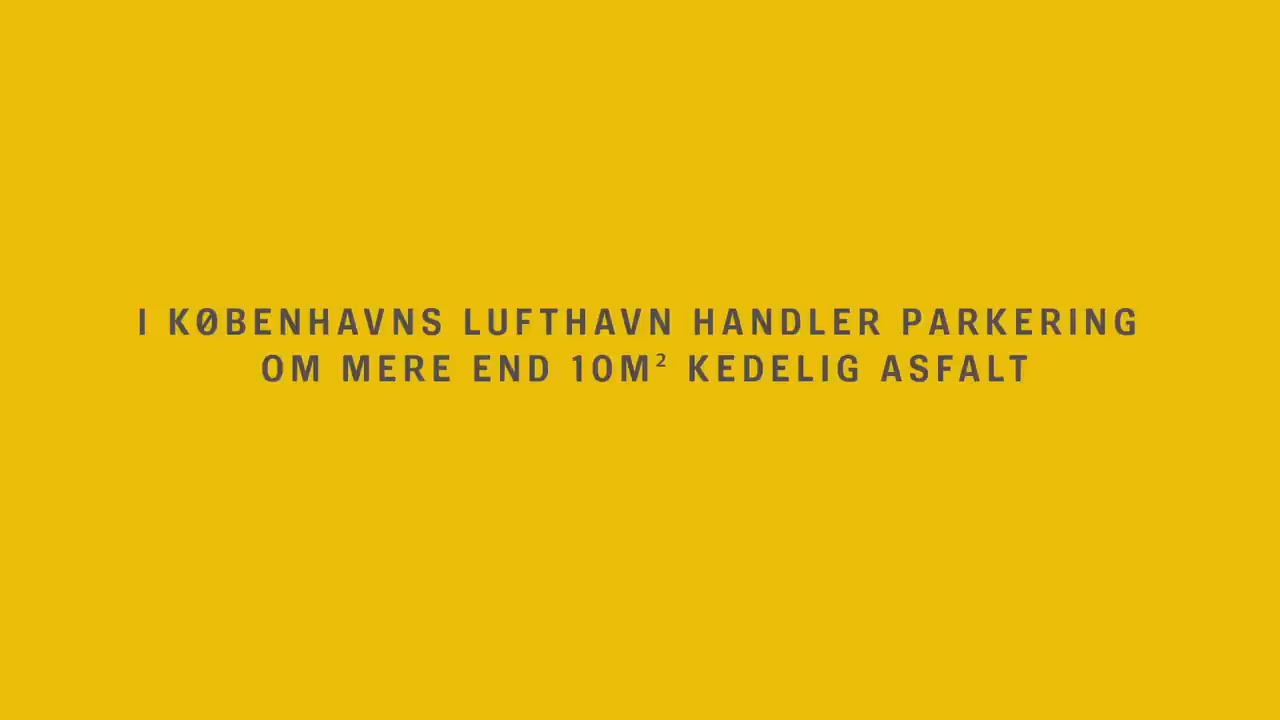 I KØBENHAVNS LUFTHAVN HANDLER PARKERING
OM MERE END 10M² KEDELIG ASFALT